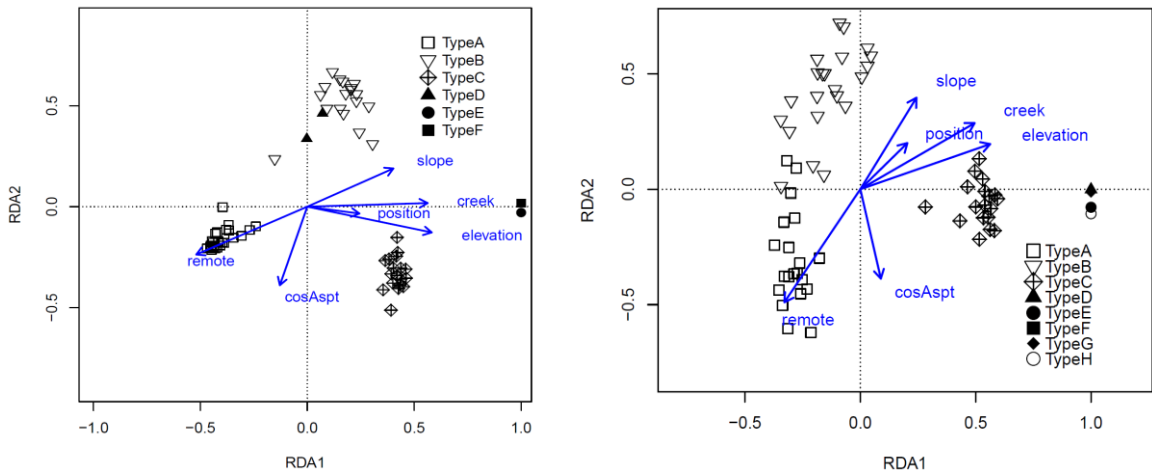 TypeA
TypeB
TypeC
TypeD
TypeE
TypeF
slope
creek
position
elevation
remote
cosAspt
0.5
0.0
−0.5
RDA2
−1.0 −0.5 0.0 0.5 1.0
RDA1
slope
creek
position
elevation
cosAspt
remote
TypeA
TypeB
TypeC
TypeD
TypeE
TypeF
TypeG
TypeH
0.5
0.0
−0.5
RDA2
−0.5 0.0 0.5 1.0
RDA1